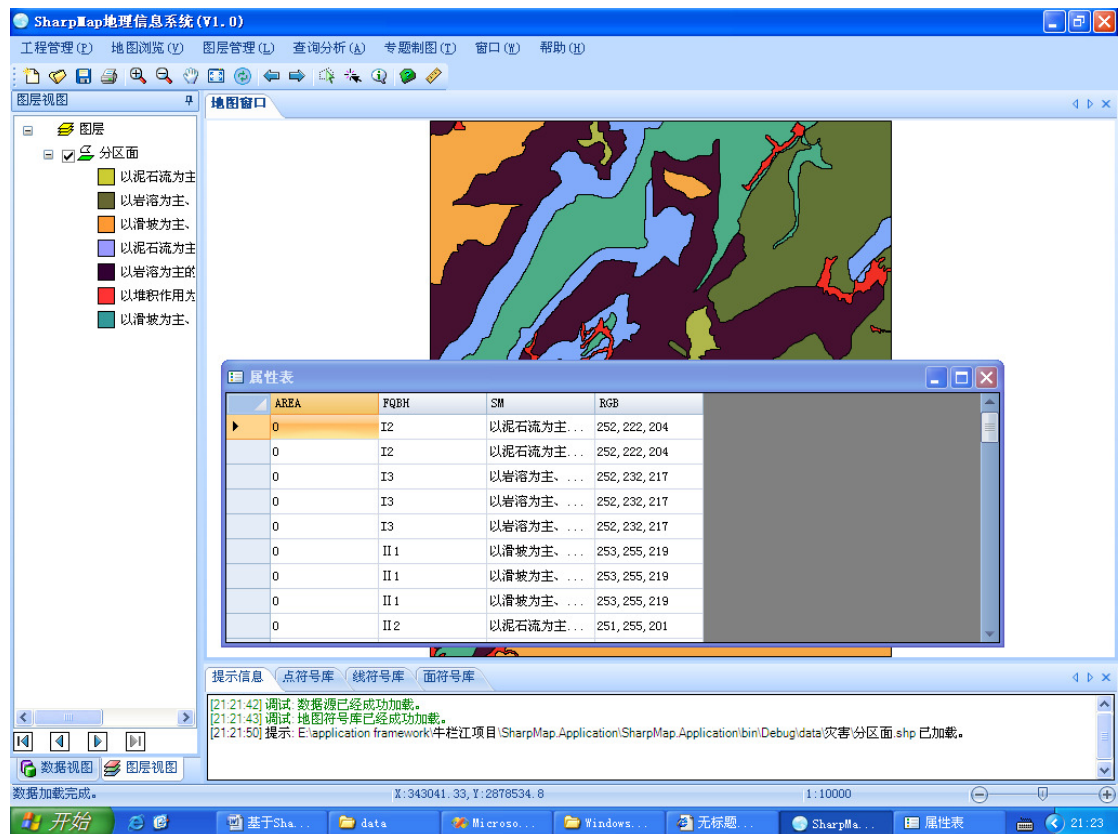 SharpMap地理信息系统(V1.0)
工程管理(P) 地图浏览(V) 图层管理(L) 查询分析(A) 专题制图(T) 窗口(W) 帮助(H)
图层视图
地图窗口
图层
分区面
以泥石流为主
以岩溶为主、
以滑坡为主、
以泥石流为主
以岩溶为主的
以堆积作用为
以滑坡为主、
属性表
AREA FQBH SM RGB
0 I2 以泥石流为主... 252, 222, 204
0 I2 以泥石流为主... 252, 222, 204
0 I3 以岩溶为主、... 252, 232, 217
0 I3 以岩溶为主、... 252, 232, 217
0 I3 以岩溶为主、... 252, 232, 217
0 II1 以滑坡为主、... 253, 255, 219
0 II1 以滑坡为主、... 253, 255, 219
0 II1 以滑坡为主、... 253, 255, 219
0 II2 以泥石流为主... 251, 255, 201
提示信息 点符号库 线符号库 面符号库
[21:21:42] 调试: 数据源已经成功加载。
[21:21:43] 调试: 地图符号库已经成功加载。
[21:21:50] 提示: E:\application framework\牛栏江项目\SharpMap.Application\SharpMap.Application\bin\Debug\data\灾害\分区面.shp 已加载。
数据视图 图层视图
数据加载完成。 X:343041.33,Y:2878534.8 1:10000
开始 基于Sha... data Microso... Windows... 无标题... SharpMa... 属性表 21:23